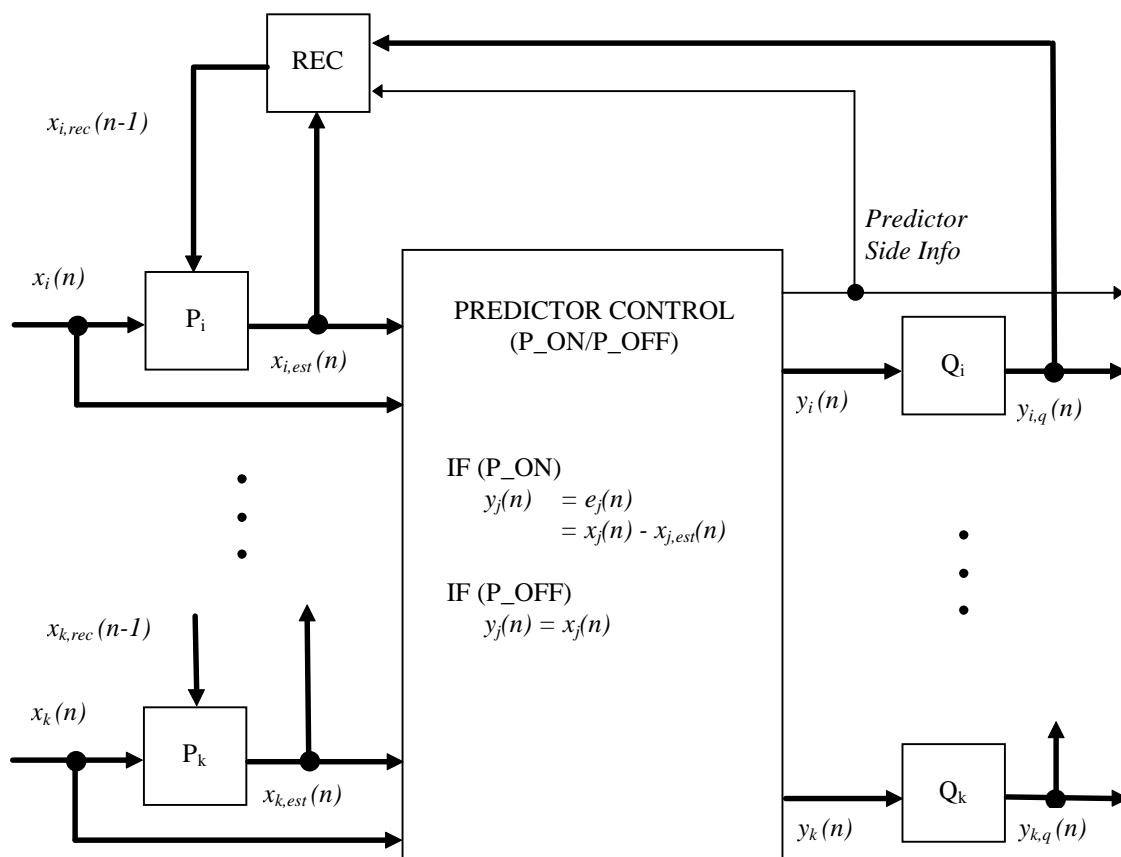 REC
x_{i,rec}(n-1)
Predictor
Side Info
x_i(n)
P_i
x_{i,est}(n)
PREDICTOR CONTROL
(P_ON/P_OFF)
Q_i
y_i(n)
y_{i,q}(n)
IF (P_ON)
y_j(n) = e_j(n)
= x_j(n) - x_{j,est}(n)
IF (P_OFF)
y_j(n) = x_j(n)
x_{k,rec}(n-1)
x_k(n)
P_k
x_{k,est}(n)
Q_k
y_k(n)
y_{k,q}(n)